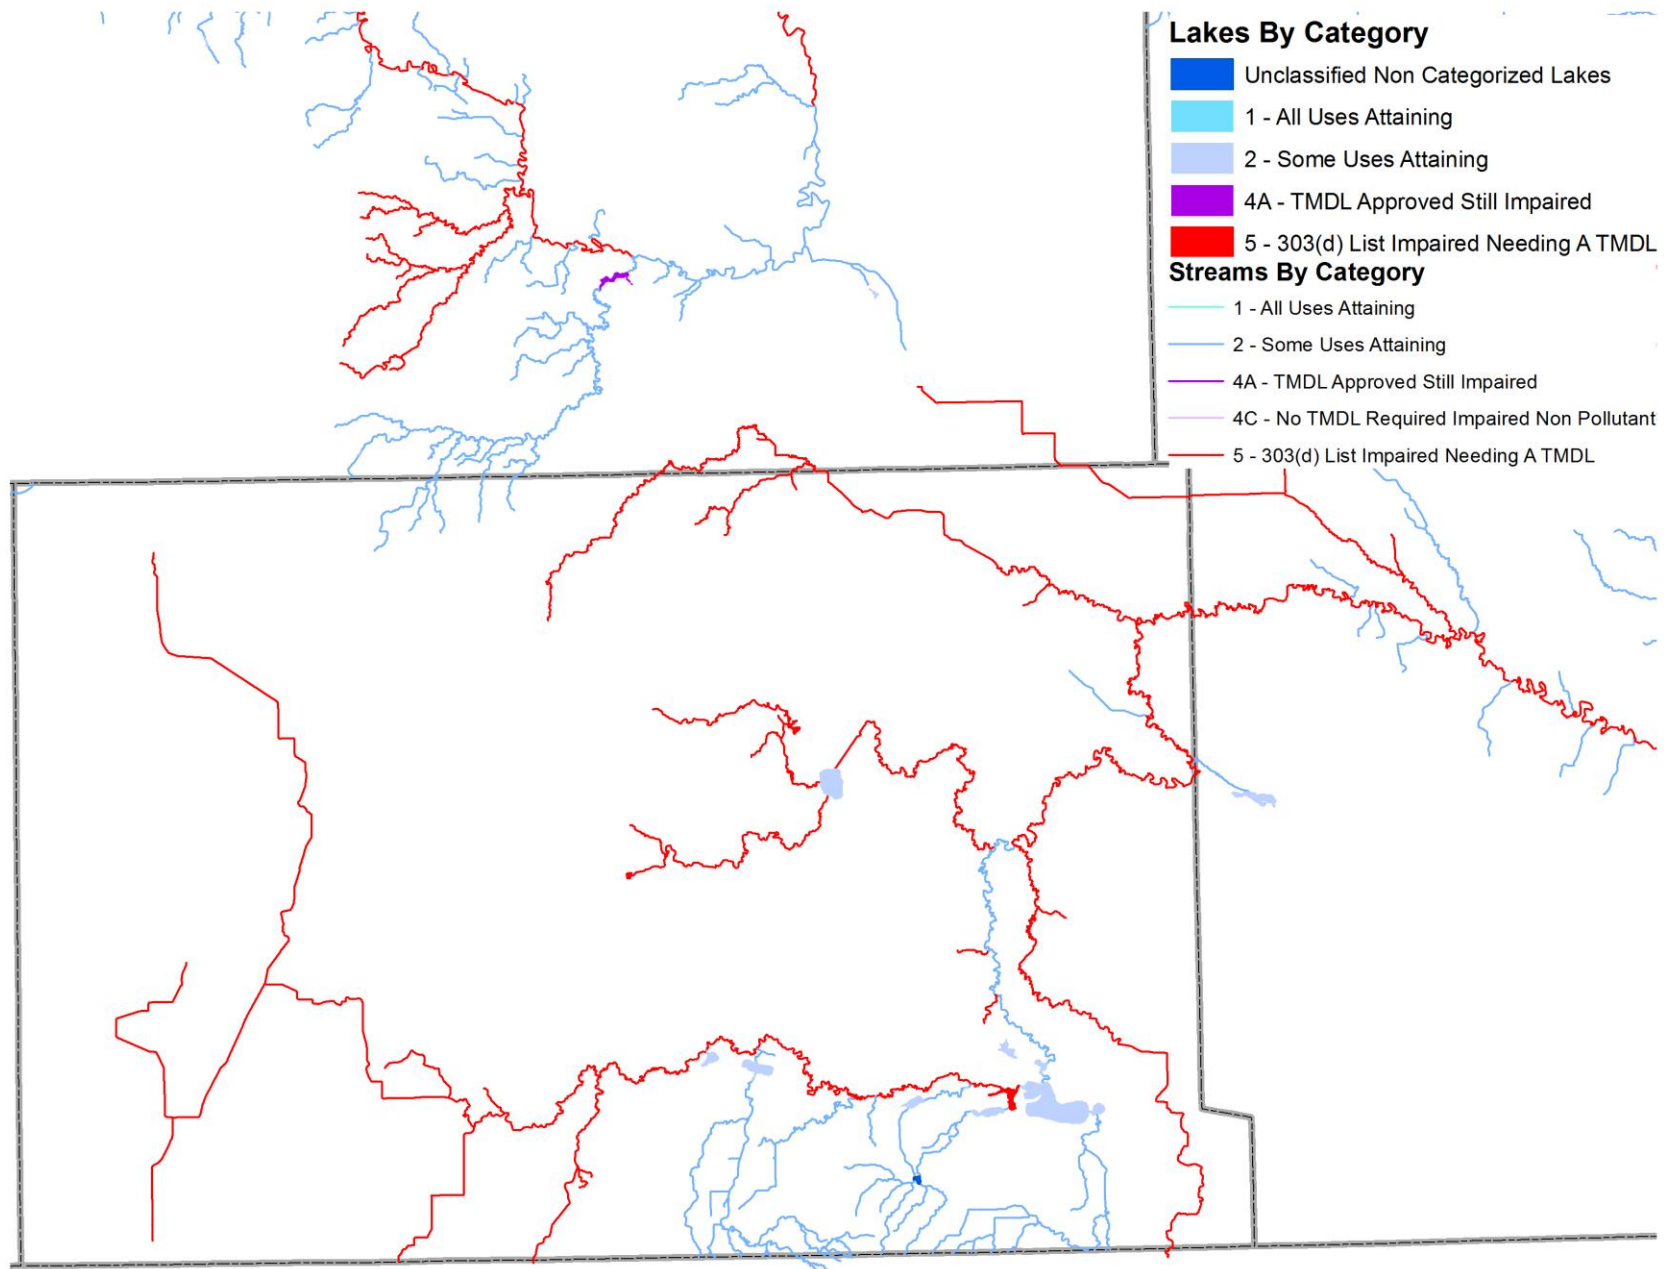 Lakes By Category
Unclassified Non Categorized Lakes
1 - All Uses Attaining
2 - Some Uses Attaining
4A - TMDL Approved Still Impaired
5 - 303(d) List Impaired Needing A TMDL
Streams By Category
1 - All Uses Attaining
2 - Some Uses Attaining
4A - TMDL Approved Still Impaired
4C - No TMDL Required Impaired Non Pollutant
5 - 303(d) List Impaired Needing A TMDL